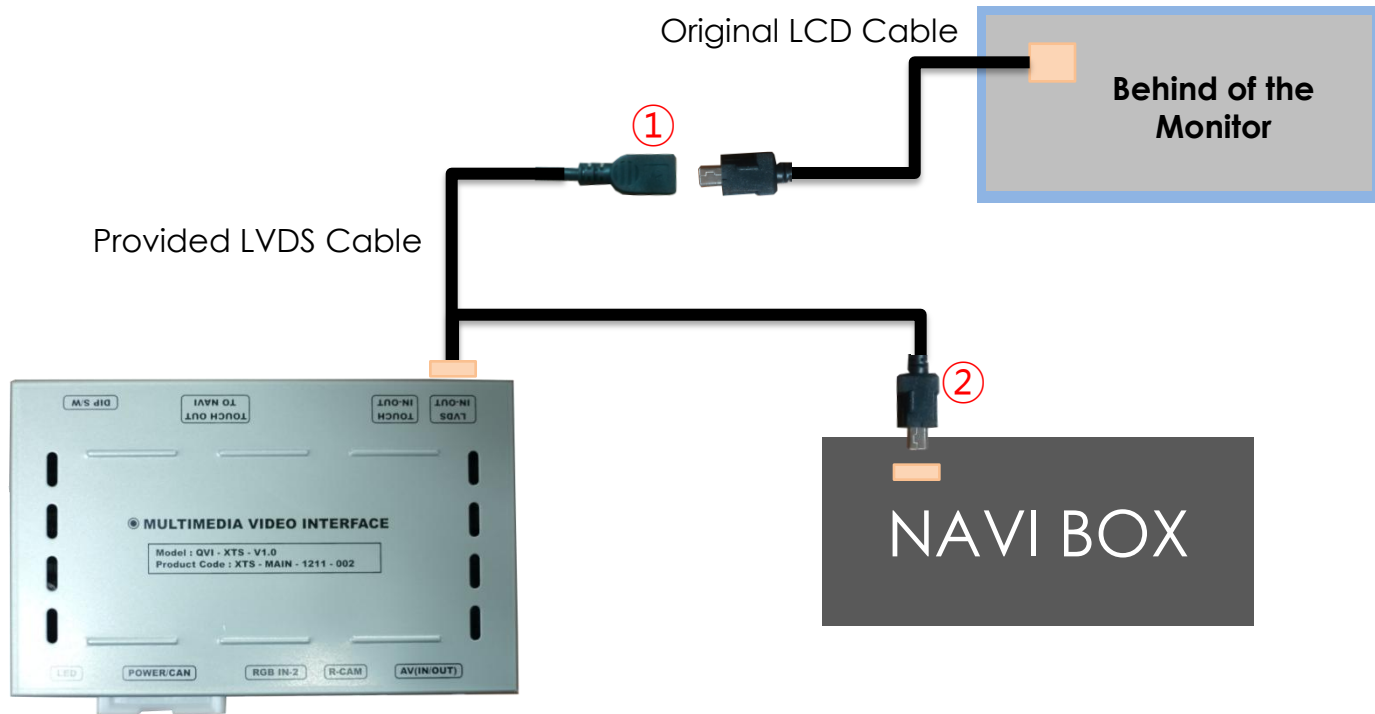 Original LCD Cable
Behind of the
Monitor
①
Provided LVDS Cable
②
DIP S/W
TOUCH OUT
TO NAVI
TOUCH
IN-OUT
LVDS
IN-OUT
NAVI BOX
MULTIMEDIA VIDEO INTERFACE
Model : QVI - XTS - V1.0
Product Code : XTS - MAIN - 1211 - 002
LED
POWER/CAN
RGB IN-2
R-CAM
AV(IN/OUT)